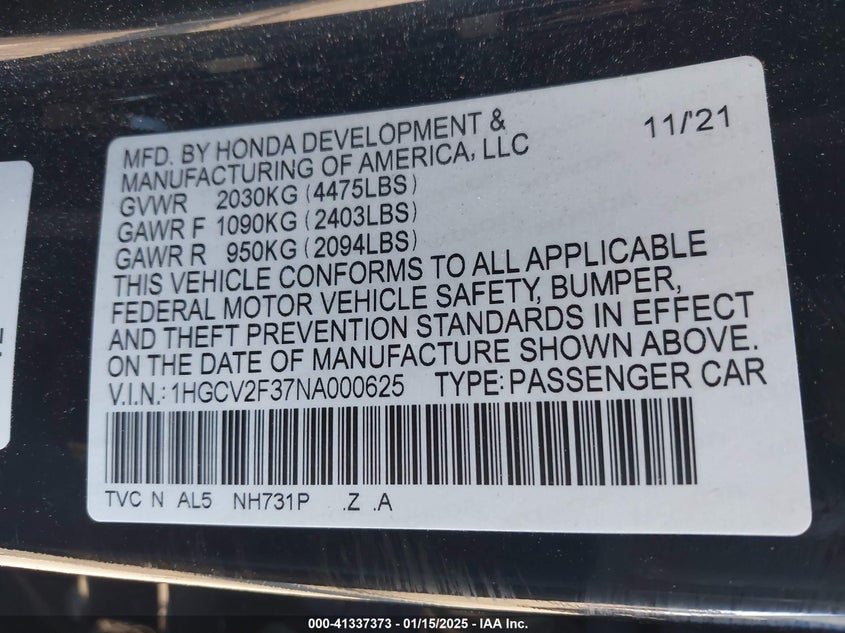 MFD. BY HONDA DEVELOPMENT &
MANUFACTURING OF AMERICA, LLC
11/'21
GVWR 2030KG (4475LBS)
GAWR F 1090KG (2403LBS)
GAWR R 950KG (2094LBS)
THIS VEHICLE CONFORMS TO ALL APPLICABLE
FEDERAL MOTOR VEHICLE SAFETY, BUMPER,
AND THEFT PREVENTION STANDARDS IN EFFECT
ON THE DATE OF MANUFACTURE SHOWN ABOVE.
V.I.N.: 1HGCV2F37NA000625 TYPE: PASSENGER CAR
TVC N AL5 NH731P .Z .A
000-41337373 — 01/15/2025 — IAA Inc.